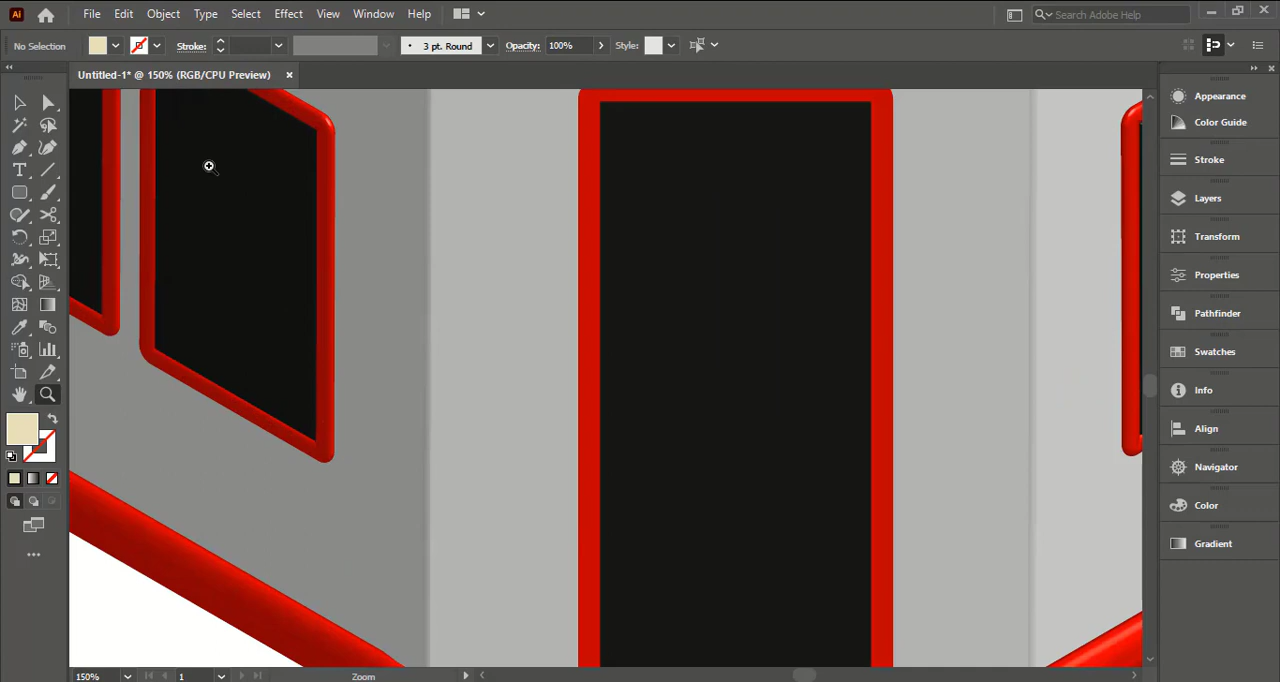 Ai File Edit Object Type Select Effect View Window Help Search Adobe Help
No Selection Stroke: 3 pt. Round Opacity: 100% Style:
Untitled-1* @ 150% (RGB/CPU Preview)
Appearance
Color Guide
Stroke
Layers
Transform
Properties
Pathfinder
Swatches
Info
Align
Navigator
Color
Gradient
150% 1 Zoom